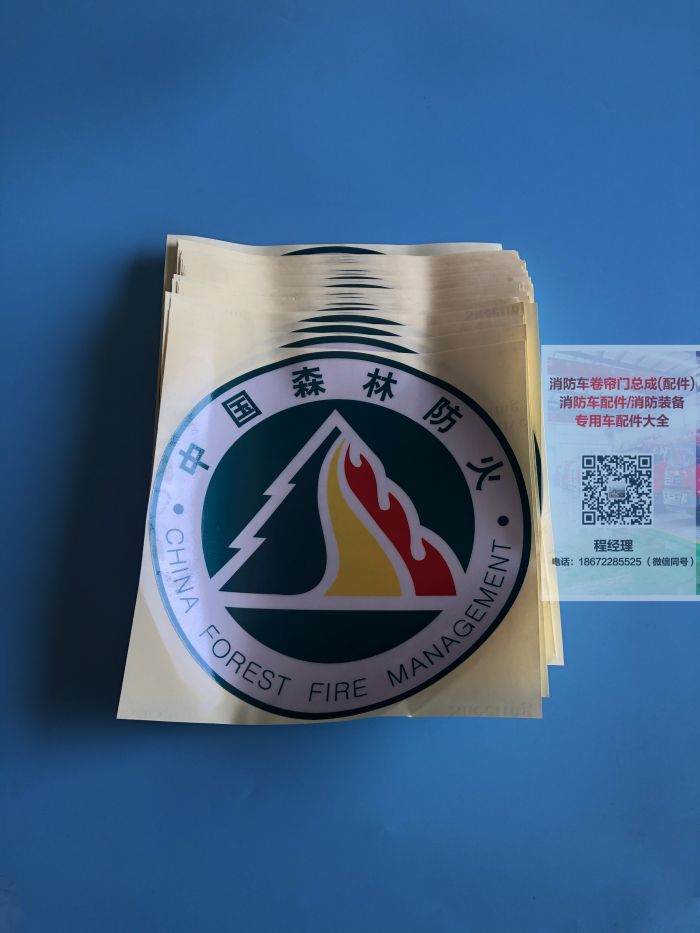 中国森林防火
CHINA FOREST FIRE MANAGEMENT
消防车卷帘门总成(配件)
消防车配件/消防装备
专用车配件大全
程经理
电话：18672285525（微信同号）